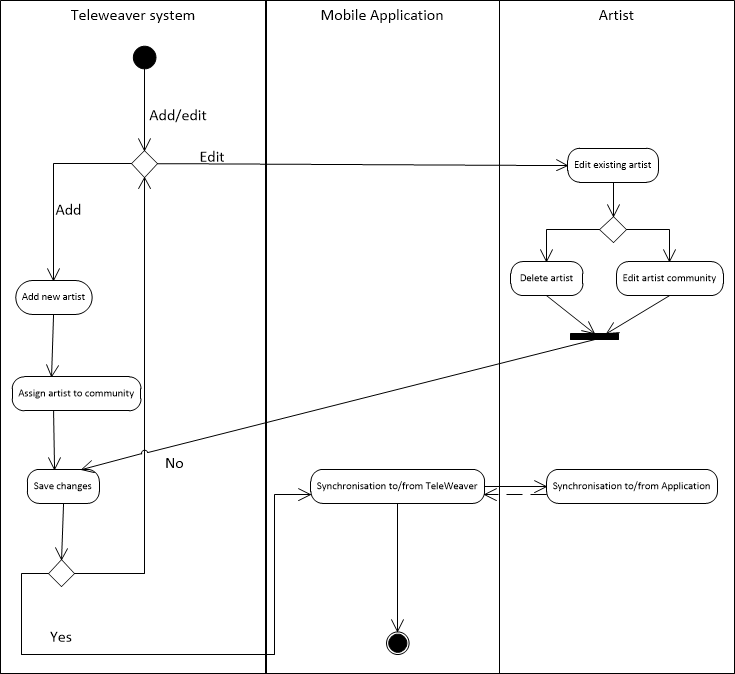 Teleweaver system
Mobile Application
Artist
Add/edit
Edit
Edit existing artist
Add
Delete artist
Edit artist community
Add new artist
Assign artist to community
No
Save changes
Synchronisation to/from TeleWeaver
Synchronisation to/from Application
Yes